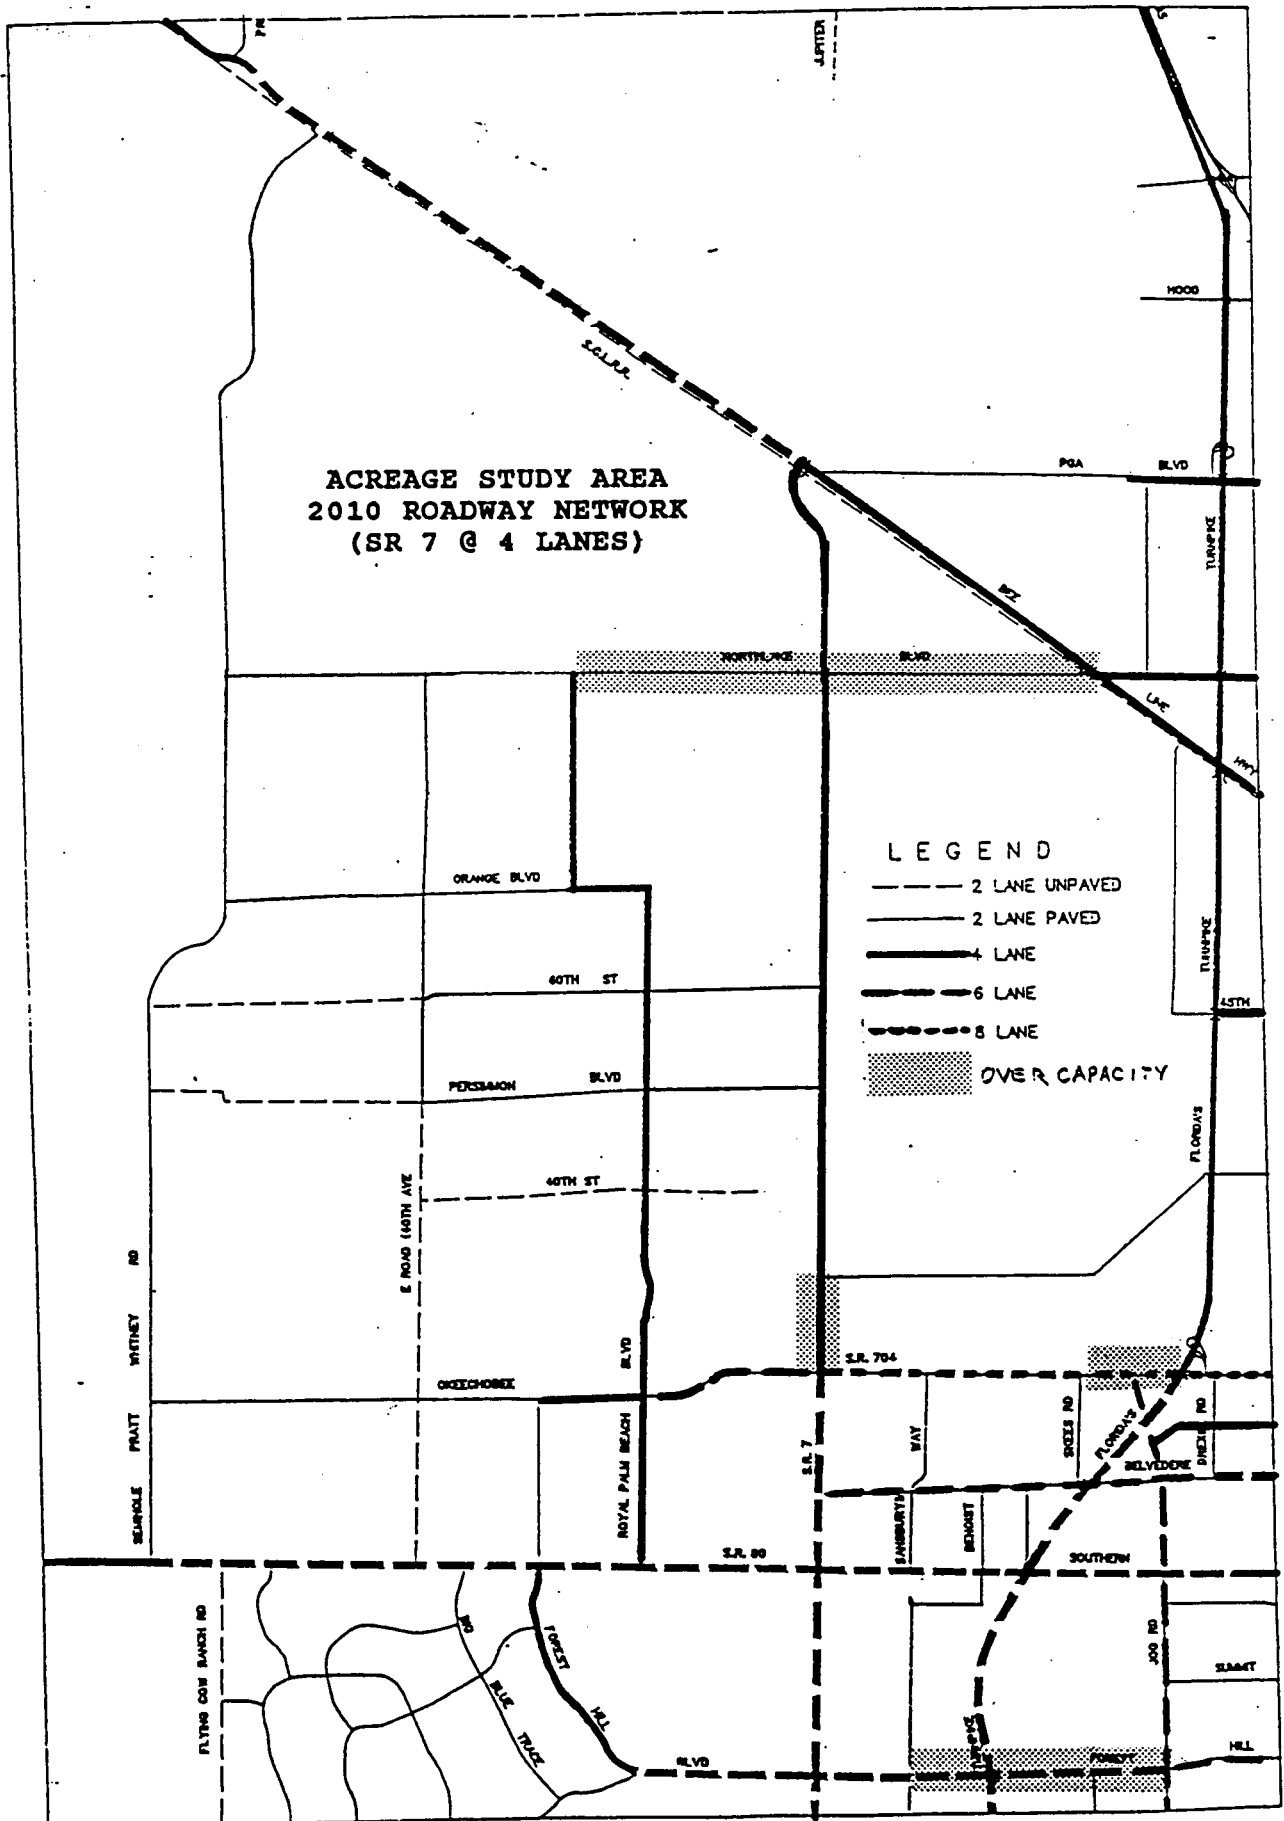 JUPITER
HOOD
S.C.L.R.R.
ACREAGE STUDY AREA
2010 ROADWAY NETWORK
(SR 7 @ 4 LANES)
PGA BLVD
TURNPIKE
NORTHLAKE BLVD
LINE
HWY
LEGEND
2 LANE UNPAVED
2 LANE PAVED
4 LANE
6 LANE
8 LANE
OVER CAPACITY
ORANGE BLVD
TURNPIKE
60TH ST
45TH
PERSIMMON BLVD
FLORIDA'S
40TH ST
E ROAD (140TH AVE
SEMINOLE PRATT WHITNEY RD
ROYAL PALM BEACH BLVD
S.R. 704
OKEECHOBEE
S.R. 7
WAY
SKEES RD
FLORIDA'S
DREXEL RD
BELVEDERE
SANSBURY'S
BENOIST
S.R. 80
SOUTHERN
FLYING COW RANCH RD
BIG BLUE TRACE
FOREST HILL BLVD
JOG RD
SUMMIT
TURNPIKE
FOREST HILL